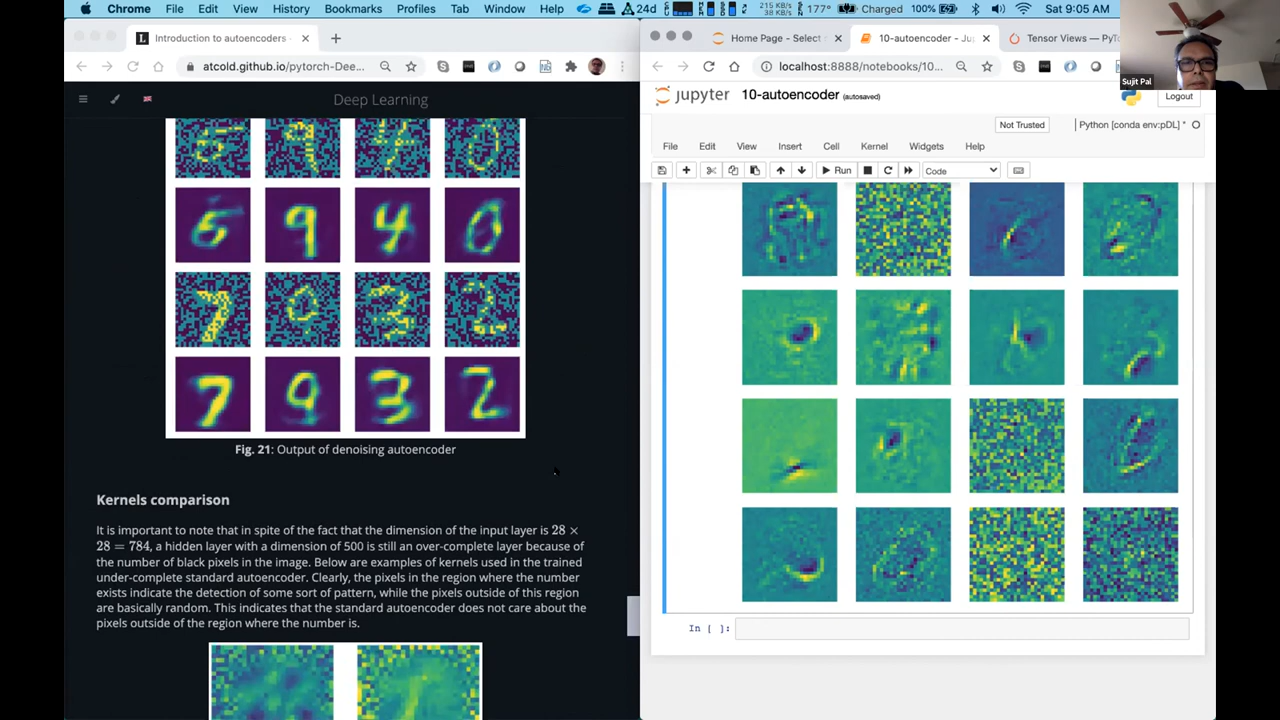 Chrome File Edit View History Bookmarks Profiles Tab Window Help 24d 215 KB/s 38 KB/s 177° Charged 100% Sat 9:05 AM
Introduction to autoencoders
atcold.github.io/pytorch-Dee...
Deep Learning
Fig. 21: Output of denoising autoencoder
Kernels comparison
It is important to note that in spite of the fact that the dimension of the input layer is 28 ×
28 = 784, a hidden layer with a dimension of 500 is still an over-complete layer because of
the number of black pixels in the image. Below are examples of kernels used in the trained
under-complete standard autoencoder. Clearly, the pixels in the region where the number
exists indicate the detection of some sort of pattern, while the pixels outside of this region
are basically random. This indicates that the standard autoencoder does not care about the
pixels outside of the region where the number is.
Home Page - Select 10-autoencoder - Jup Tensor Views — PyTo
localhost:8888/notebooks/10...
Sujit Pal
jupyter 10-autoencoder (autosaved) Logout
Not Trusted Python [conda env:pDL] *
File Edit View Insert Cell Kernel Widgets Help
Run Code
In [ ]: